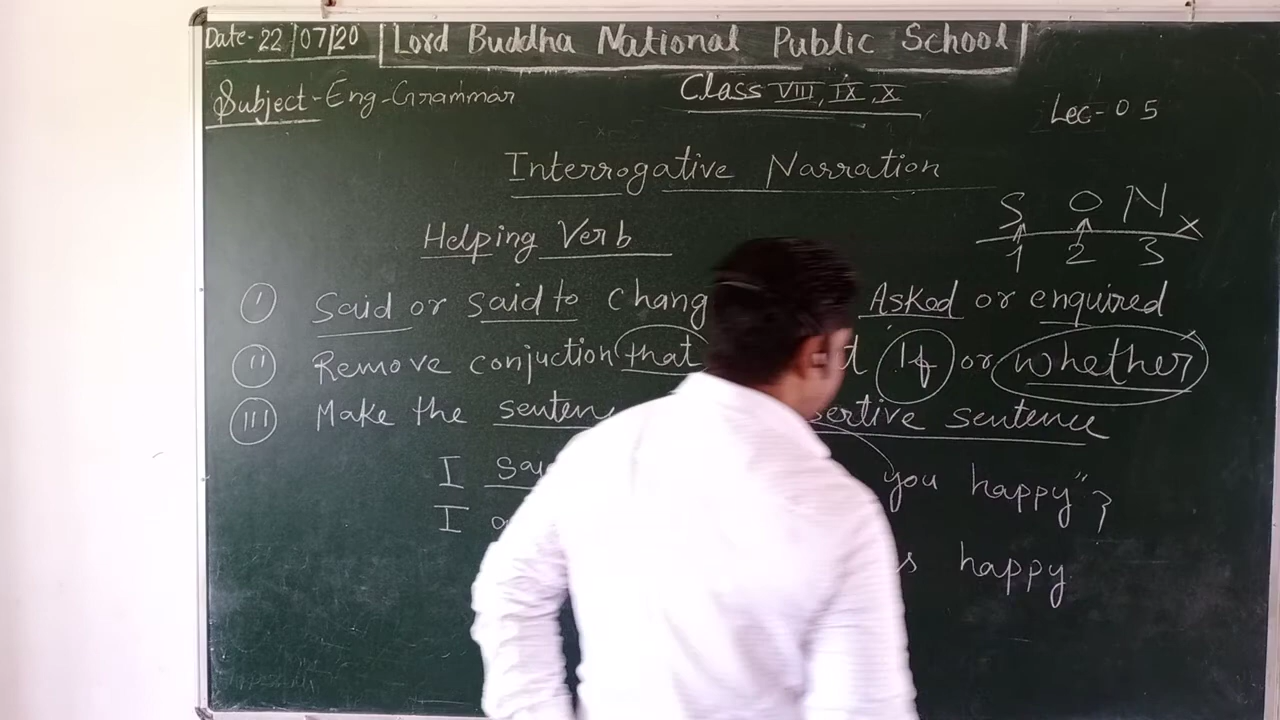 Date- 22/07/20 Lord Buddha National Public School
Subject-Eng-Grammar Class VIII, IX, X Lec-05
Interrogative Narration
S O N
1 2 3
Helping Verb
(i) Said or said to chang Asked or enquired
(ii) Remove conjuction that If or whether
(iii) Make the sentenc sertive sentence
I sai you happy" ?
I happy.